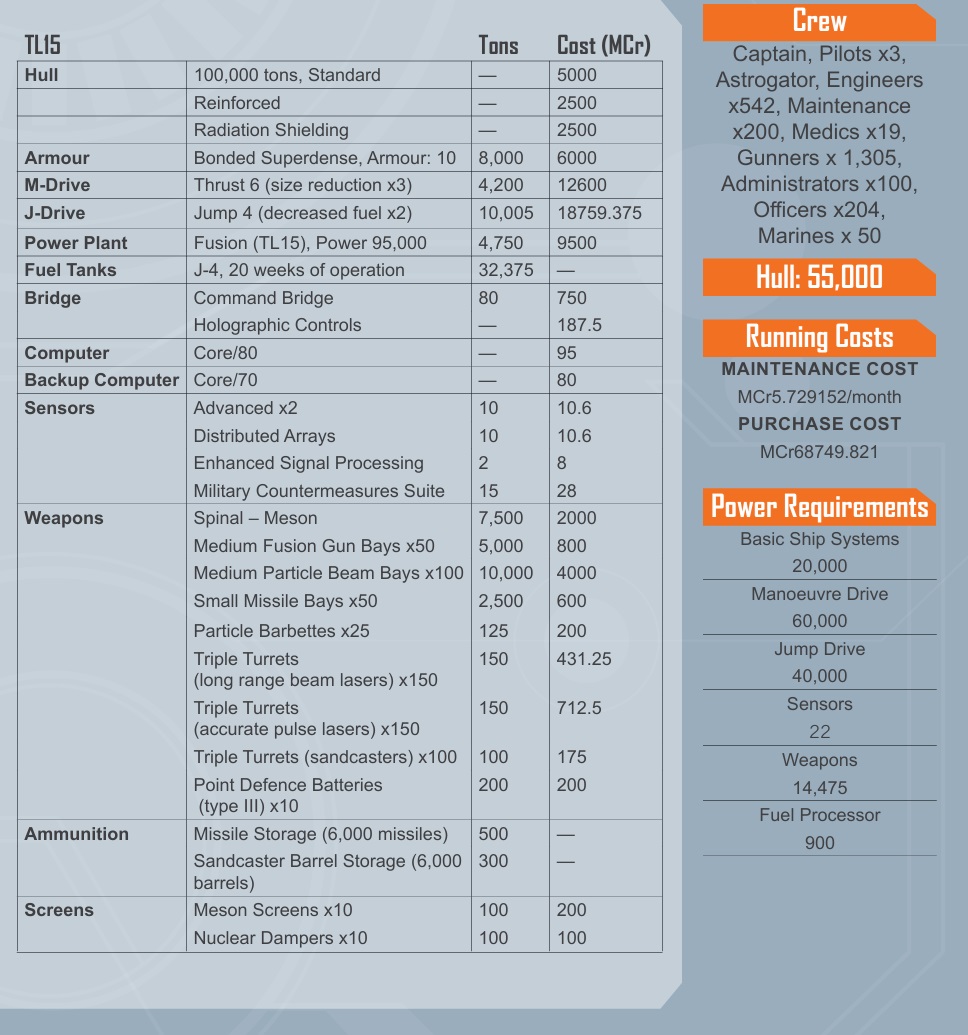 TL15 Tons Cost (MCr)
Hull 100,000 tons, Standard — 5000
Reinforced — 2500
Radiation Shielding — 2500
Armour Bonded Superdense, Armour: 10 8,000 6000
M-Drive Thrust 6 (size reduction x3) 4,200 12600
J-Drive Jump 4 (decreased fuel x2) 10,005 18759.375
Power Plant Fusion (TL15), Power 95,000 4,750 9500
Fuel Tanks J-4, 20 weeks of operation 32,375 —
Bridge Command Bridge 80 750
Holographic Controls — 187.5
Computer Core/80 — 95
Backup Computer Core/70 — 80
Sensors Advanced x2 10 10.6
Distributed Arrays 10 10.6
Enhanced Signal Processing 2 8
Military Countermeasures Suite 15 28
Weapons Spinal – Meson 7,500 2000
Medium Fusion Gun Bays x50 5,000 800
Medium Particle Beam Bays x100 10,000 4000
Small Missile Bays x50 2,500 600
Particle Barbettes x25 125 200
Triple Turrets 150 431.25
(long range beam lasers) x150
Triple Turrets 150 712.5
(accurate pulse lasers) x150
Triple Turrets (sandcasters) x100 100 175
Point Defence Batteries 200 200
(type III) x10
Ammunition Missile Storage (6,000 missiles) 500 —
Sandcaster Barrel Storage (6,000 300 —
barrels)
Screens Meson Screens x10 100 200
Nuclear Dampers x10 100 100
Crew
Captain, Pilots x3,
Astrogator, Engineers
x542, Maintenance
x200, Medics x19,
Gunners x 1,305,
Administrators x100,
Officers x204,
Marines x 50
Hull: 55,000
Running Costs
MAINTENANCE COST
MCr5.729152/month
PURCHASE COST
MCr68749.821
Power Requirements
Basic Ship Systems
20,000
Manoeuvre Drive
60,000
Jump Drive
40,000
Sensors
22
Weapons
14,475
Fuel Processor
900